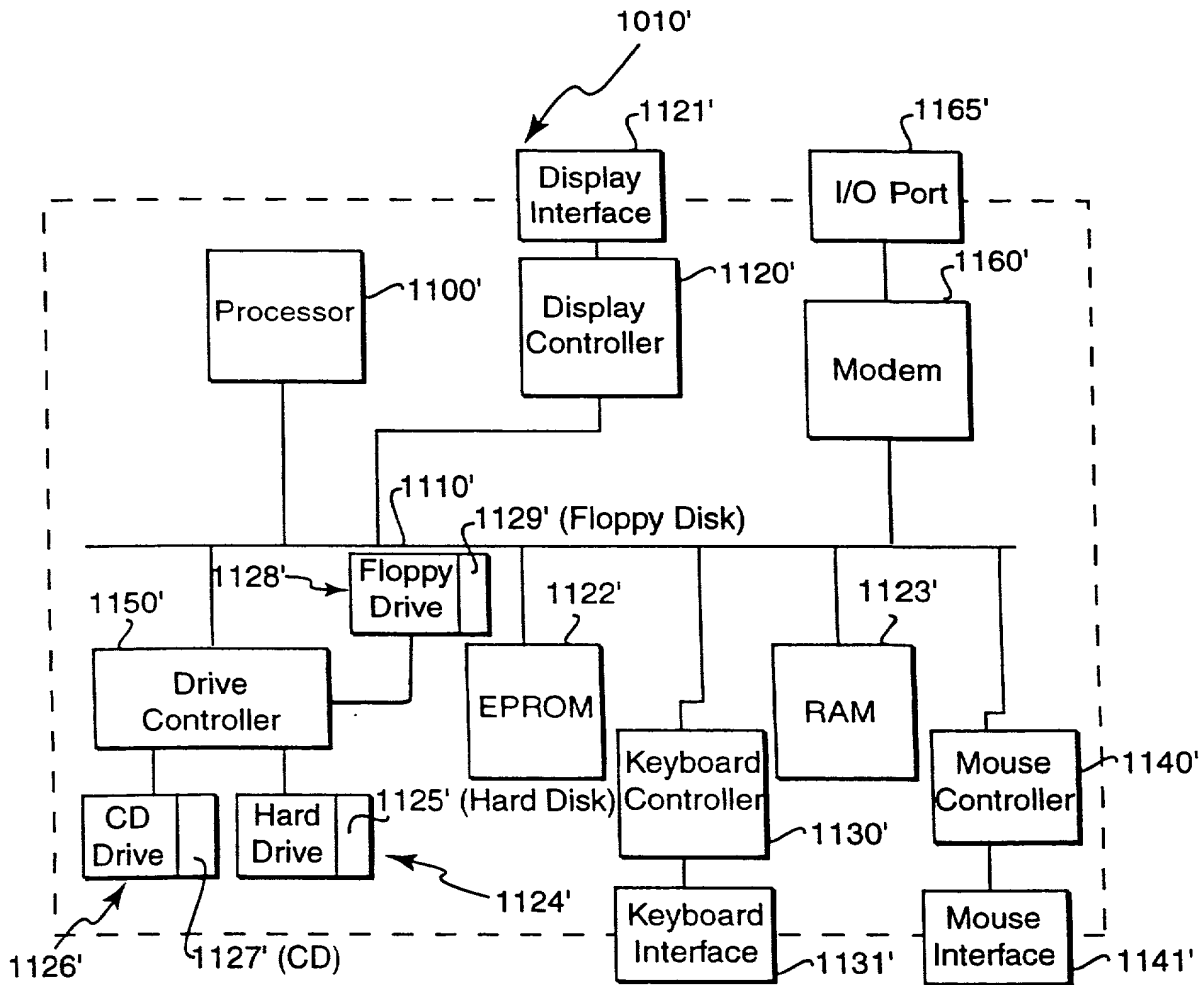 1010'
1121'
1165'
Display
Interface
I/O Port
1160'
1100'
1120'
Processor
Display
Controller
Modem
1110'
1129' (Floppy Disk)
1128'
Floppy
Drive
1150'
1122'
1123'
Drive
Controller
EPROM
RAM
Keyboard
Controller
Mouse
Controller
1140'
CD
Drive
Hard
Drive
1125' (Hard Disk)
1130'
1124'
Keyboard
Interface
Mouse
Interface
1126'
1127' (CD)
1131'
1141'